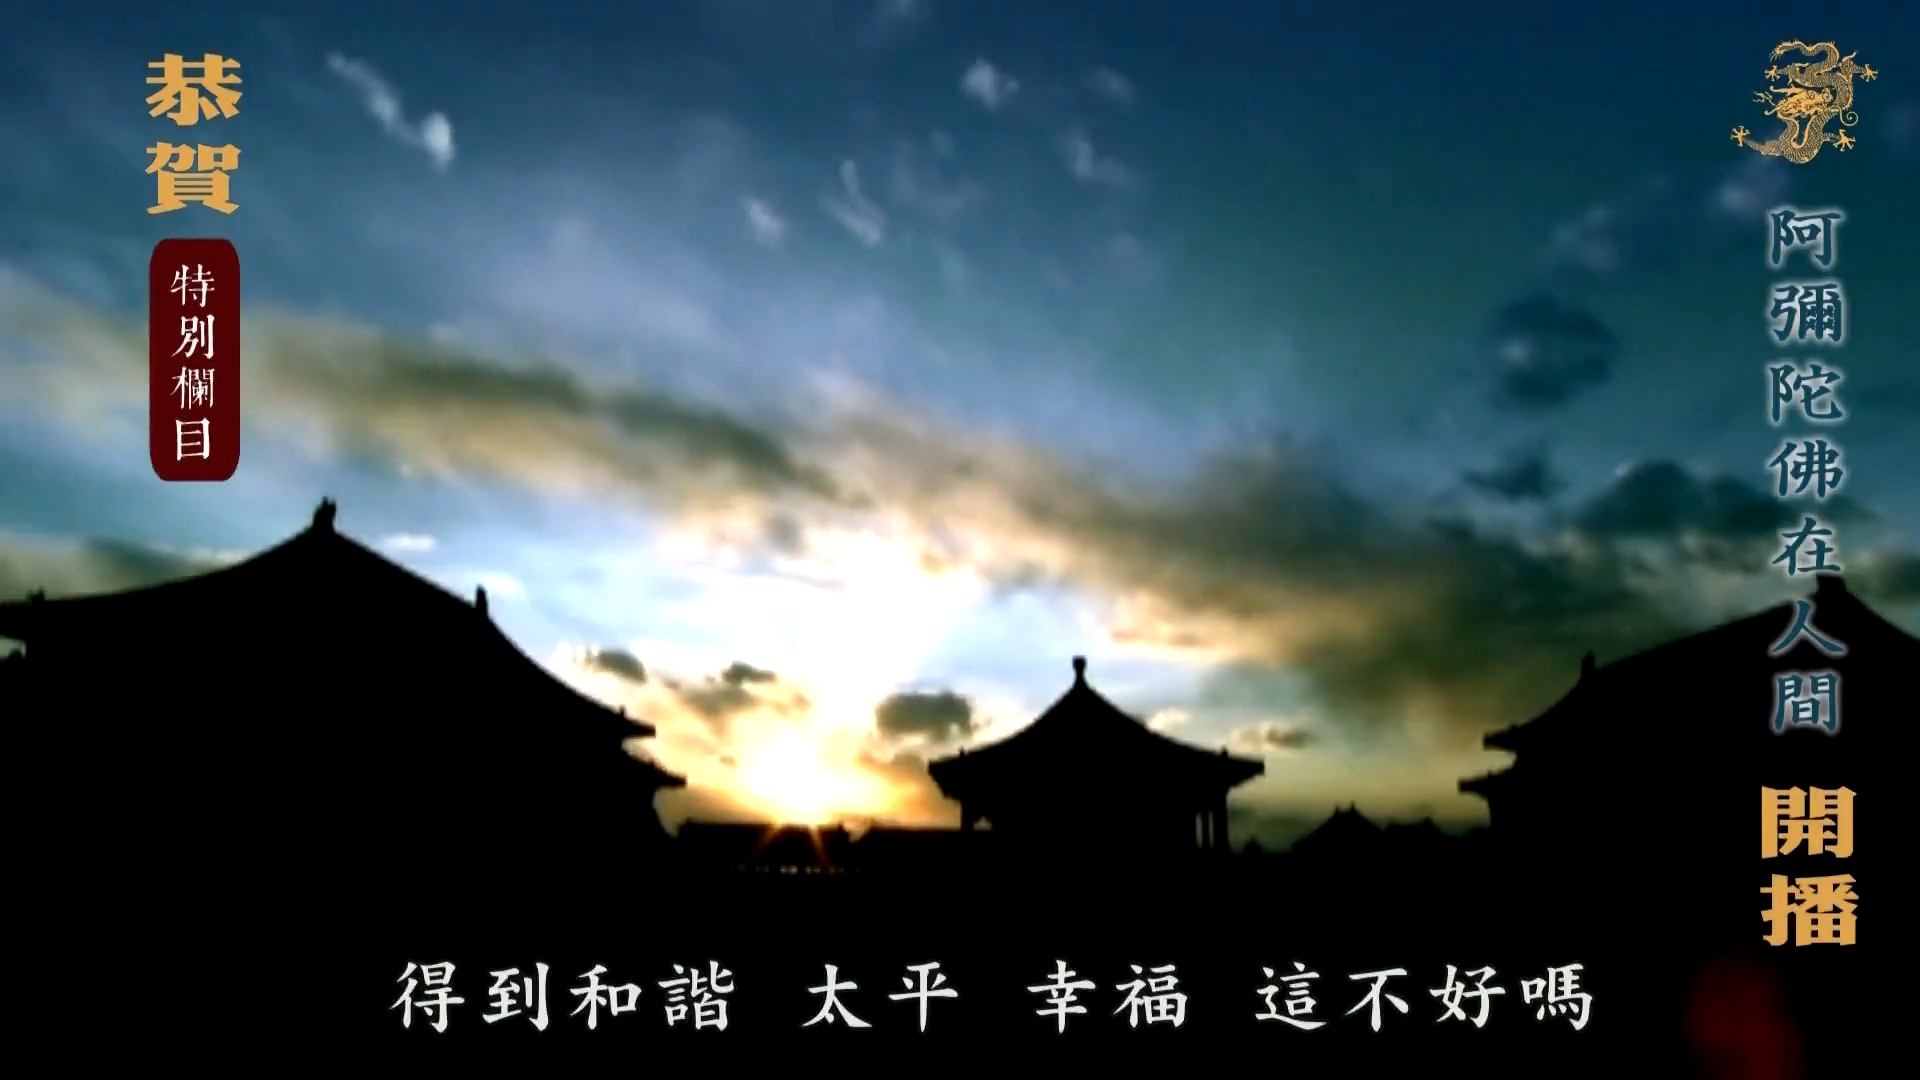 恭賀
特別欄目
阿彌陀佛在人間
開播
得到和諧 太平 幸福 這不好嗎